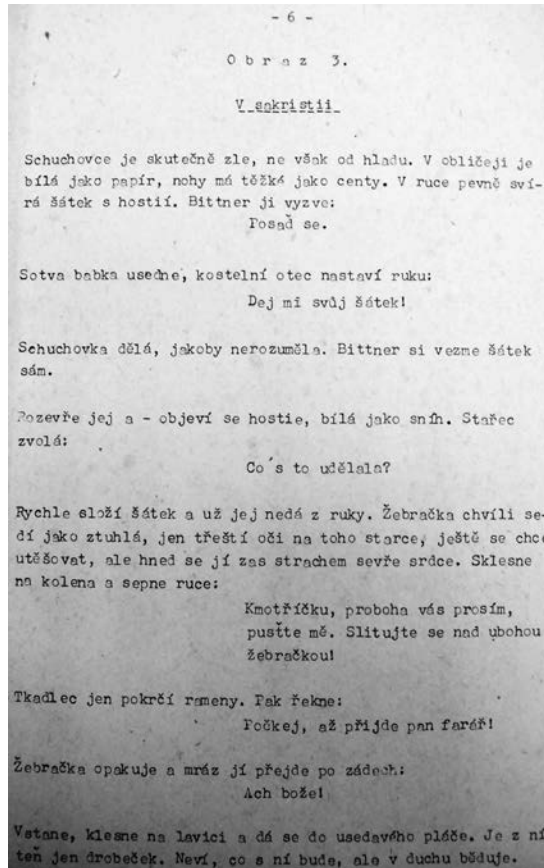 - 6 -
O b r a z 3.
V sakristii
Schuchovce je skutečně zle, ne však od hladu. V obličeji je
bílá jako papír, nohy má těžké jako centy. V ruce pevně sví-
rá šátek s hostií. Bittner ji vyzve:
Posaď se.
Sotva babka usedne, kostelní otec nastaví ruku:
Dej mi svůj šátek!
Schuchovka dělá, jakoby nerozuměla. Bittner si vezme šátek
sám.
Rozevře jej a - objeví se hostie, bílá jako sníh. Stařec
zvolá:
Co´s to udělala?
Rychle složí šátek a už jej nedá z ruky. Žebračka chvíli se-
dí jako ztuhlá, jen třeští oči na toho starce, ještě se chce
utěšovat, ale hned se jí zas strachem sevře srdce. Sklesne
na kolena a sepne ruce:
Kmotříčku, proboha vás prosím,
pusťte mě. Slitujte se nad ubohou
žebračkou!
Tkadlec jen pokrčí rameny. Pak řekne:
Počkej, až přijde pan farář!
Žebračka opakuje a mráz jí přejde po zádech:
Ach bože!
Vstane, klesne na lavici a dá se do usedavého pláče. Je z ní
teň jen drobeček. Neví, co s ní bude, ale v duchu běduje.